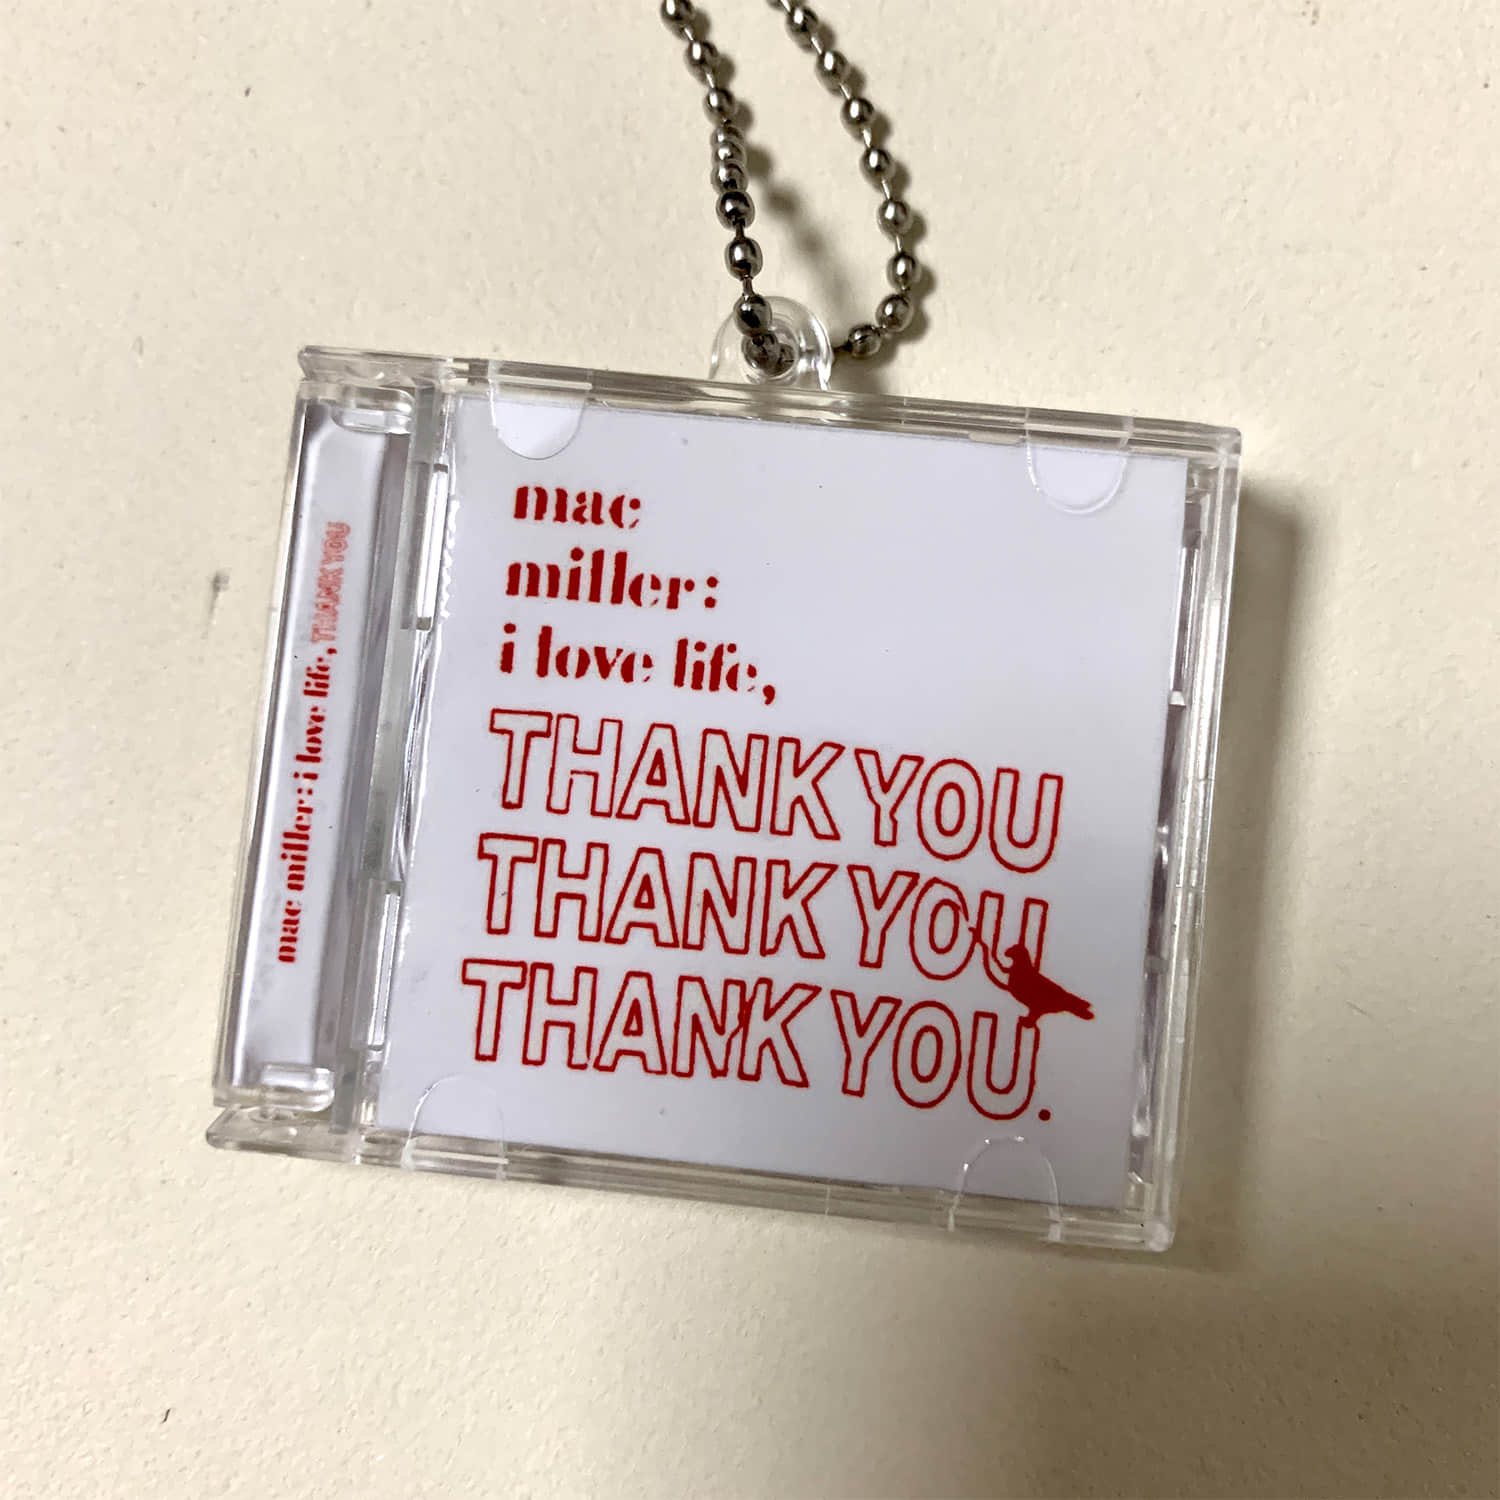 mac
miller:
i love life,
THANK YOU
THANK YOU
THANK YOU.
mac miller: i love life, THANK YOU